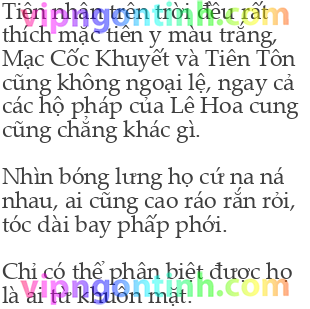 Tiên nhân trên trời đều rất
thích mặc tiên y màu trắng,
Mạc Cốc Khuyết và Tiên Tôn
cũng không ngoại lệ, ngay cả
các hộ pháp của Lê Hoa cung
cũng chẳng khác gì.

Nhìn bóng lưng họ cứ na ná
nhau, ai cũng cao ráo rắn rỏi,
tóc dài bay phấp phới.

Chỉ có thể phân biệt được họ
vipngontinh.com
là ai từ khuôn mặt.